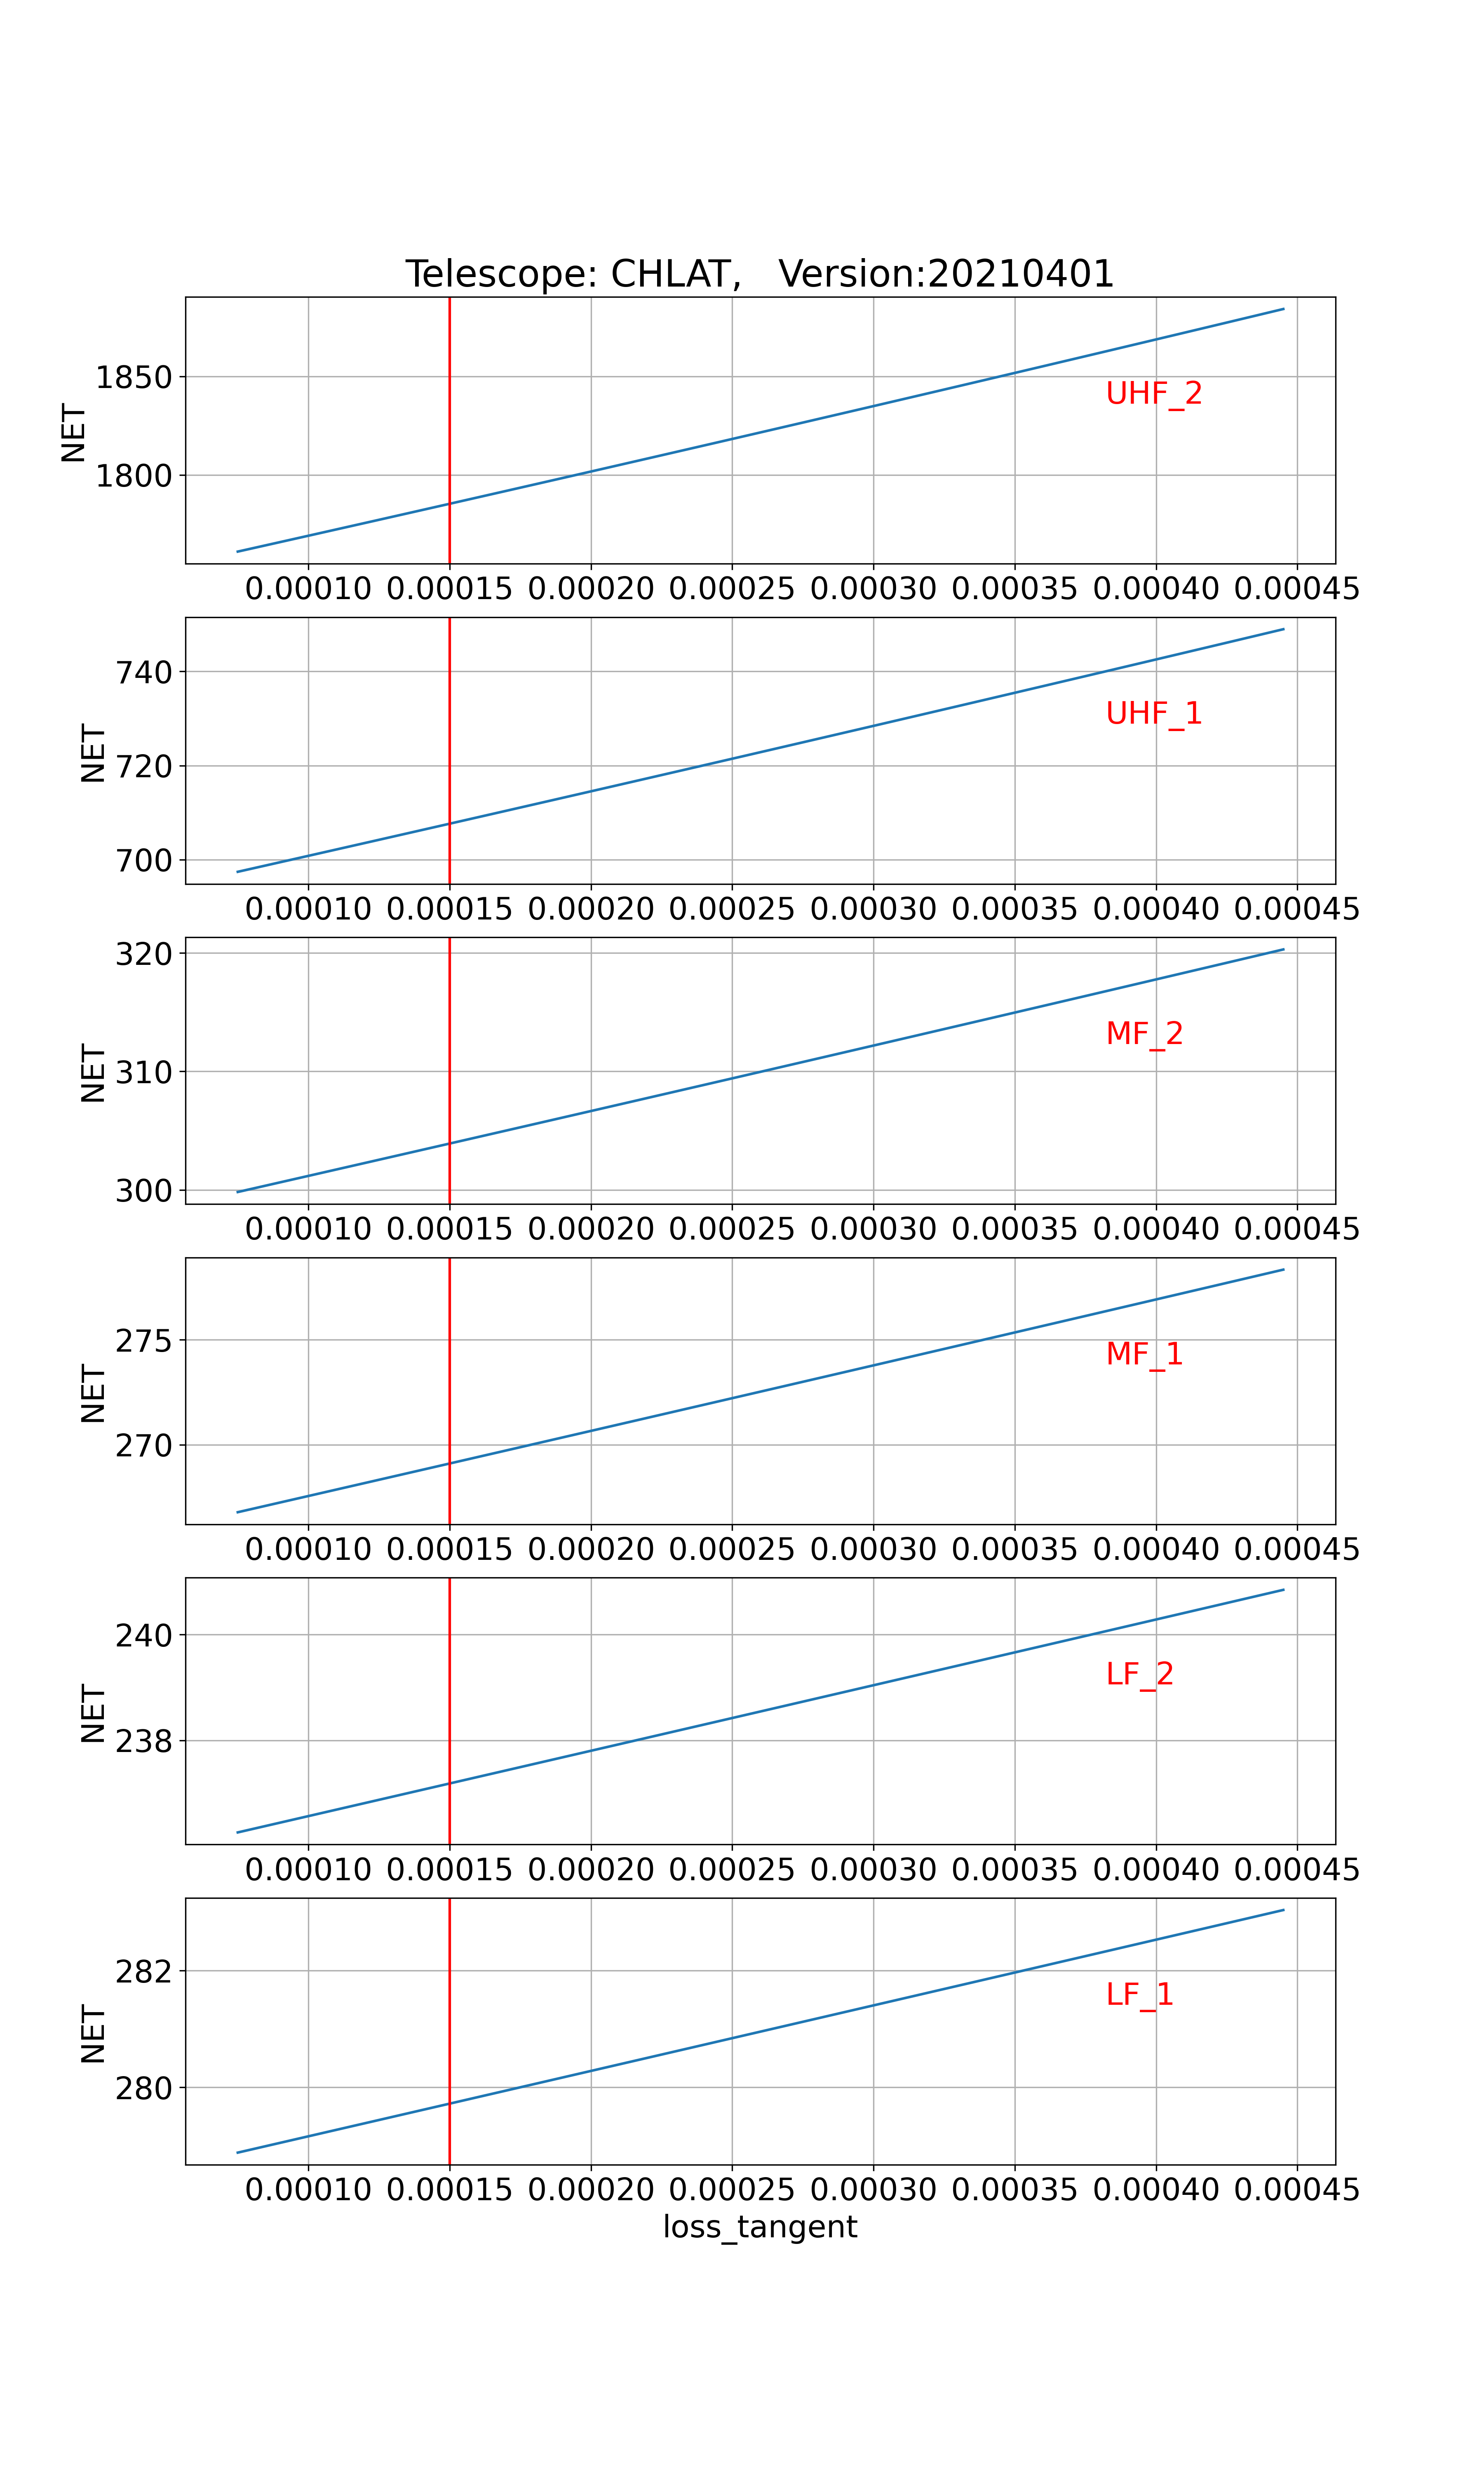 Telescope: CHLAT,   Version:20210401
NET
1850
1800
UHF_2
0.00010 0.00015 0.00020 0.00025 0.00030 0.00035 0.00040 0.00045
NET
740
720
700
UHF_1
0.00010 0.00015 0.00020 0.00025 0.00030 0.00035 0.00040 0.00045
NET
320
310
300
MF_2
0.00010 0.00015 0.00020 0.00025 0.00030 0.00035 0.00040 0.00045
NET
275
270
MF_1
0.00010 0.00015 0.00020 0.00025 0.00030 0.00035 0.00040 0.00045
NET
240
238
LF_2
0.00010 0.00015 0.00020 0.00025 0.00030 0.00035 0.00040 0.00045
NET
282
280
LF_1
0.00010 0.00015 0.00020 0.00025 0.00030 0.00035 0.00040 0.00045
loss_tangent